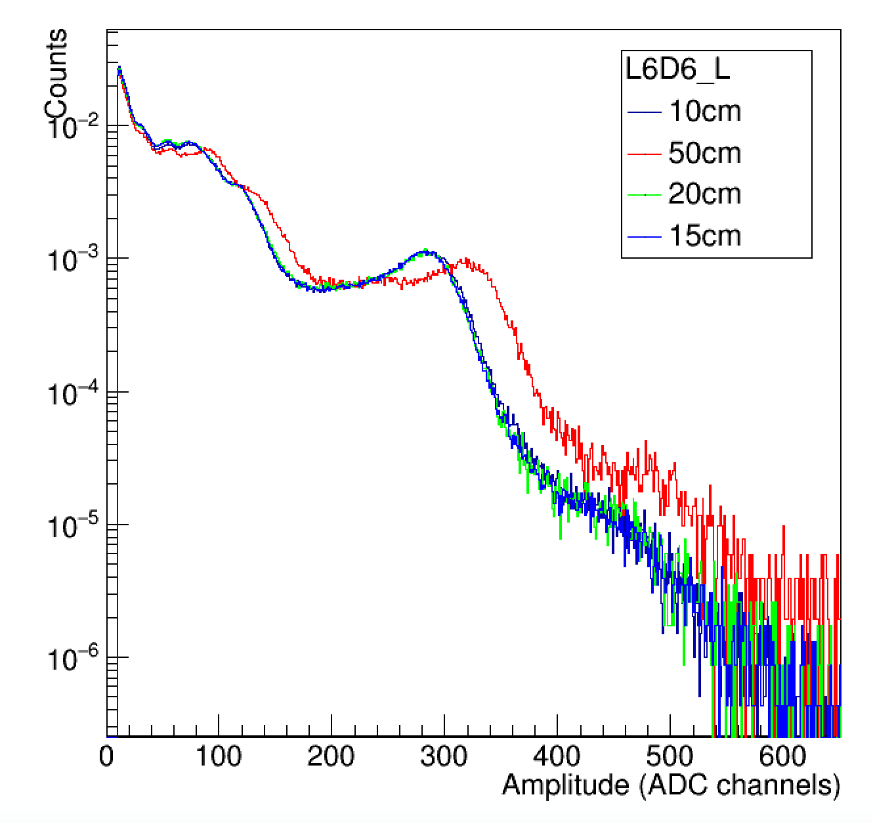 Counts
10⁻²
10⁻³
10⁻⁴
10⁻⁵
10⁻⁶
L6D6_L
10cm
50cm
20cm
15cm
0 100 200 300 400 500 600
Amplitude (ADC channels)